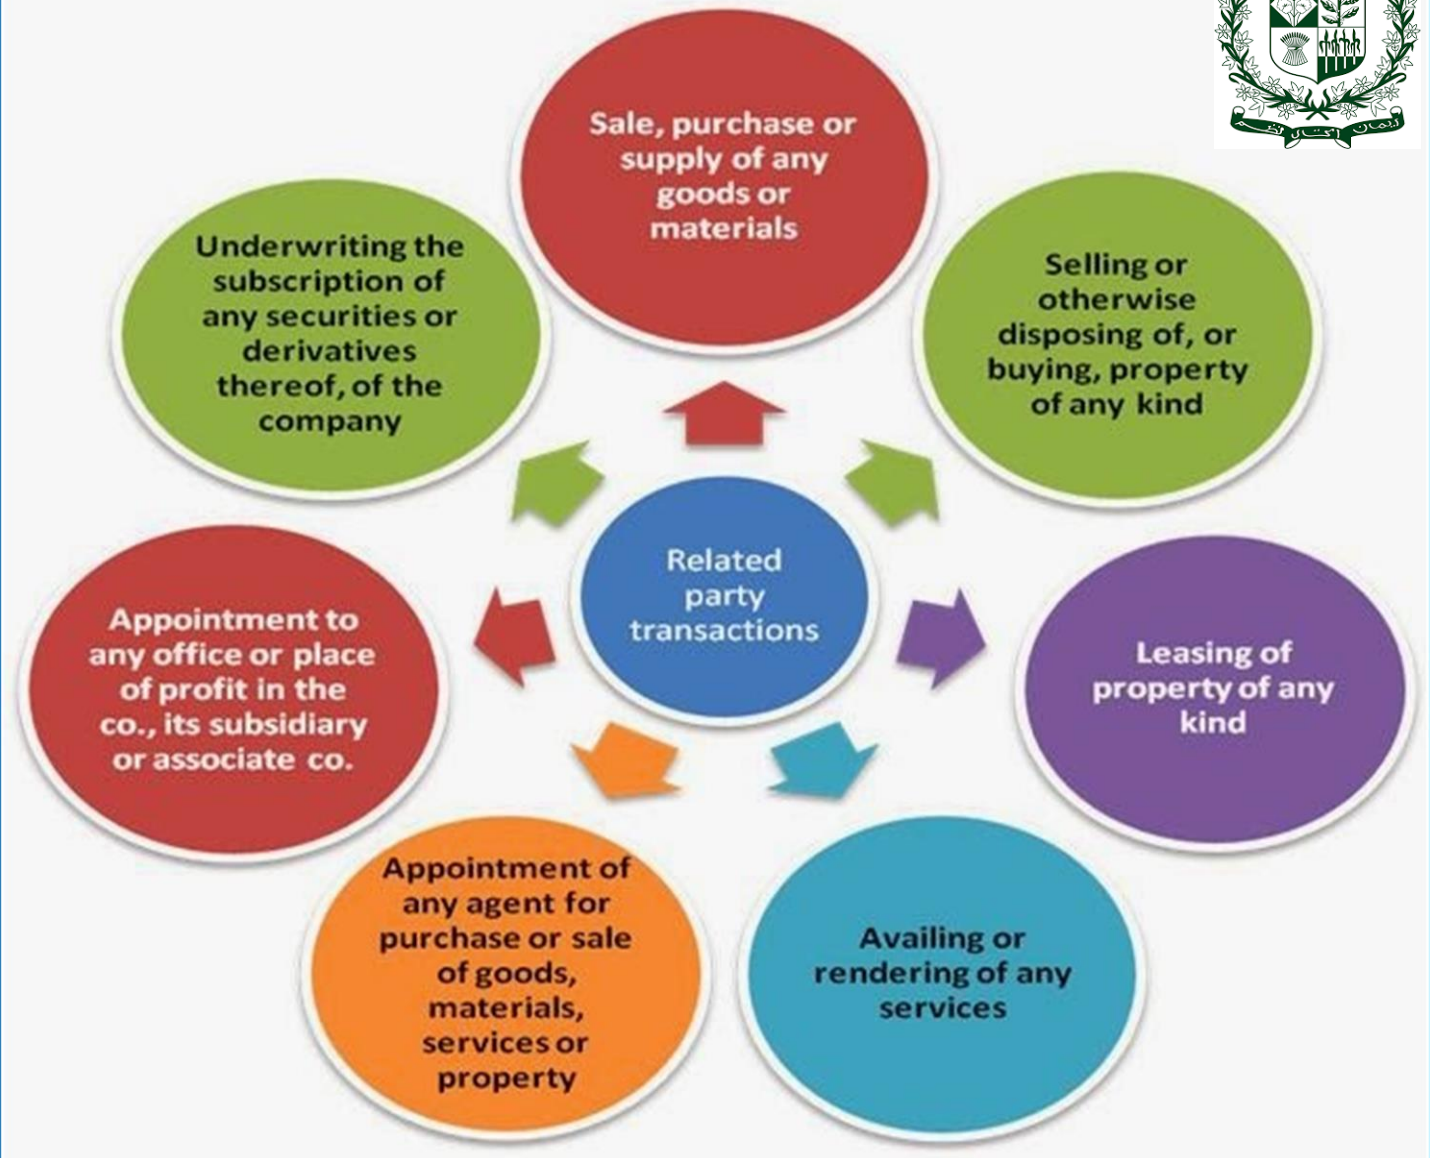 Sale, purchase or
supply of any
goods or
materials
Selling or
otherwise
disposing of, or
buying, property
of any kind
Leasing of
property of any
kind
Availing or
rendering of any
services
Appointment of
any agent for
purchase or sale
of goods,
materials,
services or
property
Appointment to
any office or place
of profit in the
co., its subsidiary
or associate co.
Underwriting the
subscription of
any securities or
derivatives
thereof, of the
company
Related
party
transactions
ایمان اتحاد نظم